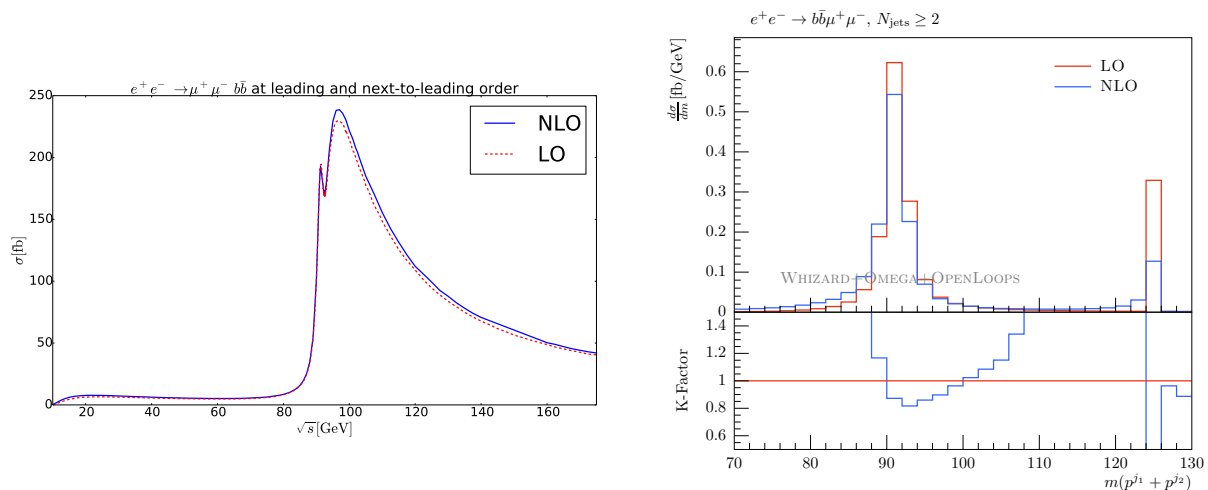 e⁺ e⁻ → μ⁺ μ⁻ b b̄ at leading and next-to-leading order
250
200
150
100
50
0
σ[fb]
NLO
LO
20 40 60 80 100 120 140 160
√s[GeV]
e⁺e⁻ → bb̄μ⁺μ⁻, N_jets ≥ 2
dσ/dm [fb/GeV]
0.6
0.5
0.4
0.3
0.2
0.1
0
LO
NLO
WHIZARD+OMEGA+OPENLOOPS
K-Factor
1.4
1.2
1
0.8
0.6
70 80 90 100 110 120 130
m(p^{j₁} + p^{j₂})